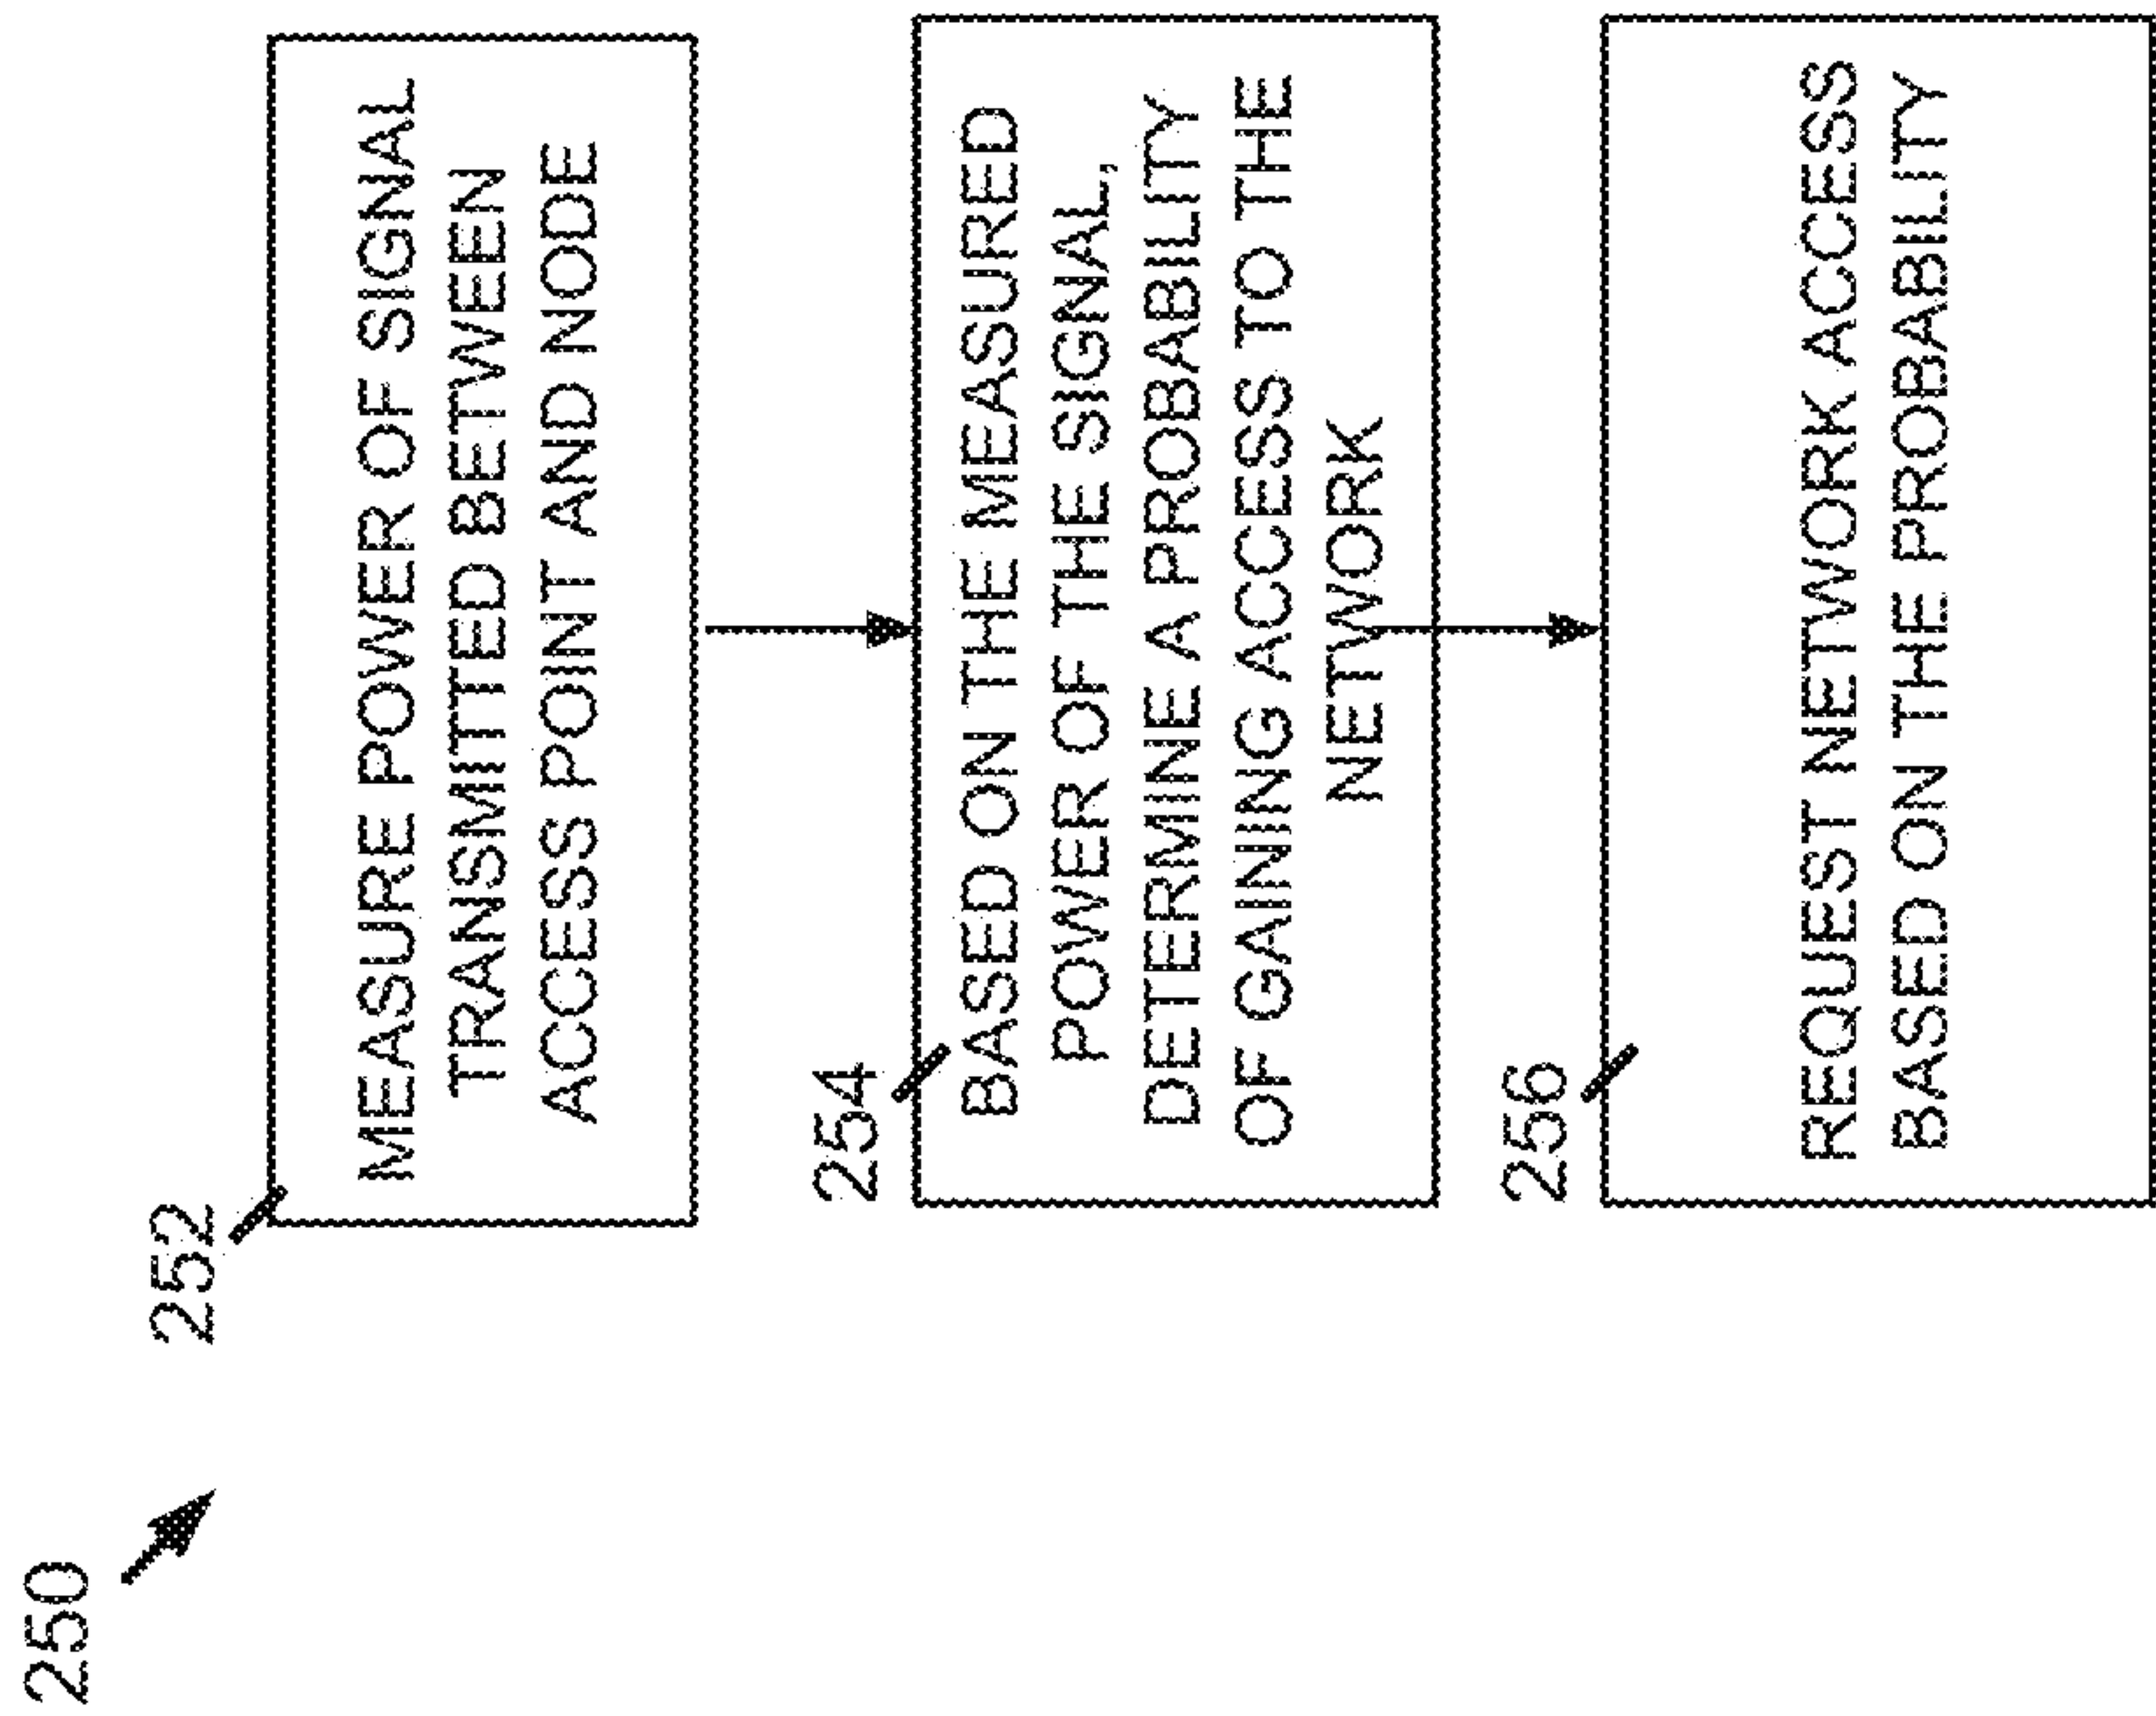 250
252
MEASURE POWER OF SIGNAL
TRANSMITTED BETWEEN
ACCESS POINT AND NODE
254
BASED ON THE MEASURED
POWER OF THE SIGNAL,
DETERMINE A PROBABILITY
OF GAINING ACCESS TO THE
NETWORK
256
REQUEST NETWORK ACCESS
BASED ON THE PROBABILITY